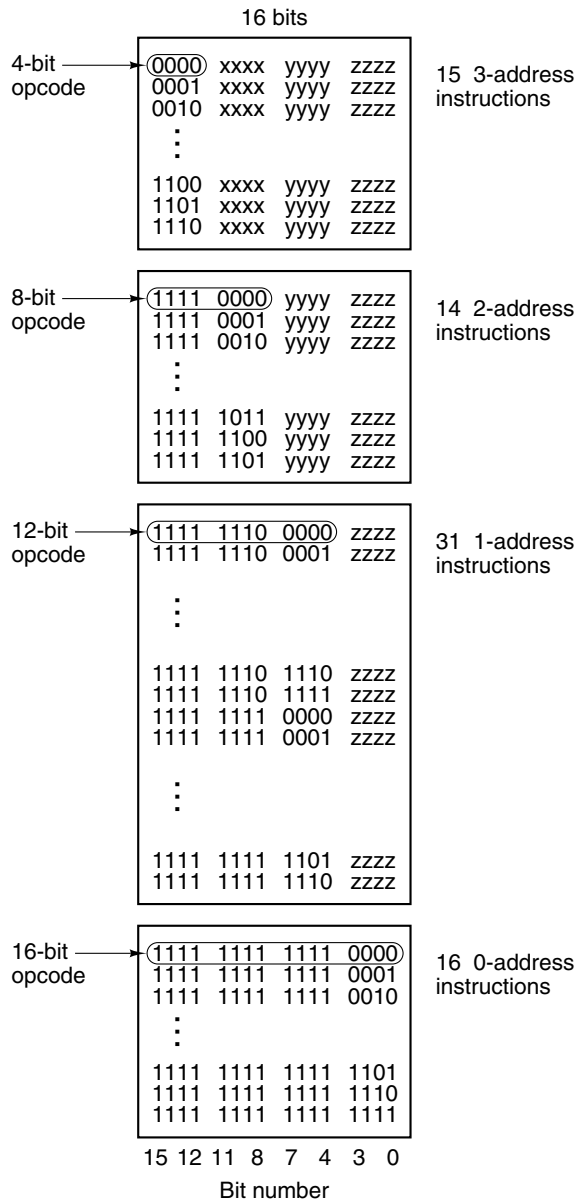 16 bits
4-bit
opcode
0000 xxxx yyyy zzzz
0001 xxxx yyyy zzzz
0010 xxxx yyyy zzzz
⋮
1100 xxxx yyyy zzzz
1101 xxxx yyyy zzzz
1110 xxxx yyyy zzzz
15 3-address
instructions
8-bit
opcode
1111 0000 yyyy zzzz
1111 0001 yyyy zzzz
1111 0010 yyyy zzzz
⋮
1111 1011 yyyy zzzz
1111 1100 yyyy zzzz
1111 1101 yyyy zzzz
14 2-address
instructions
12-bit
opcode
1111 1110 0000 zzzz
1111 1110 0001 zzzz
⋮
1111 1110 1110 zzzz
1111 1110 1111 zzzz
1111 1111 0000 zzzz
1111 1111 0001 zzzz
⋮
1111 1111 1101 zzzz
1111 1111 1110 zzzz
31 1-address
instructions
16-bit
opcode
1111 1111 1111 0000
1111 1111 1111 0001
1111 1111 1111 0010
⋮
1111 1111 1111 1101
1111 1111 1111 1110
1111 1111 1111 1111
16 0-address
instructions
15 12 11 8 7 4 3 0
Bit number